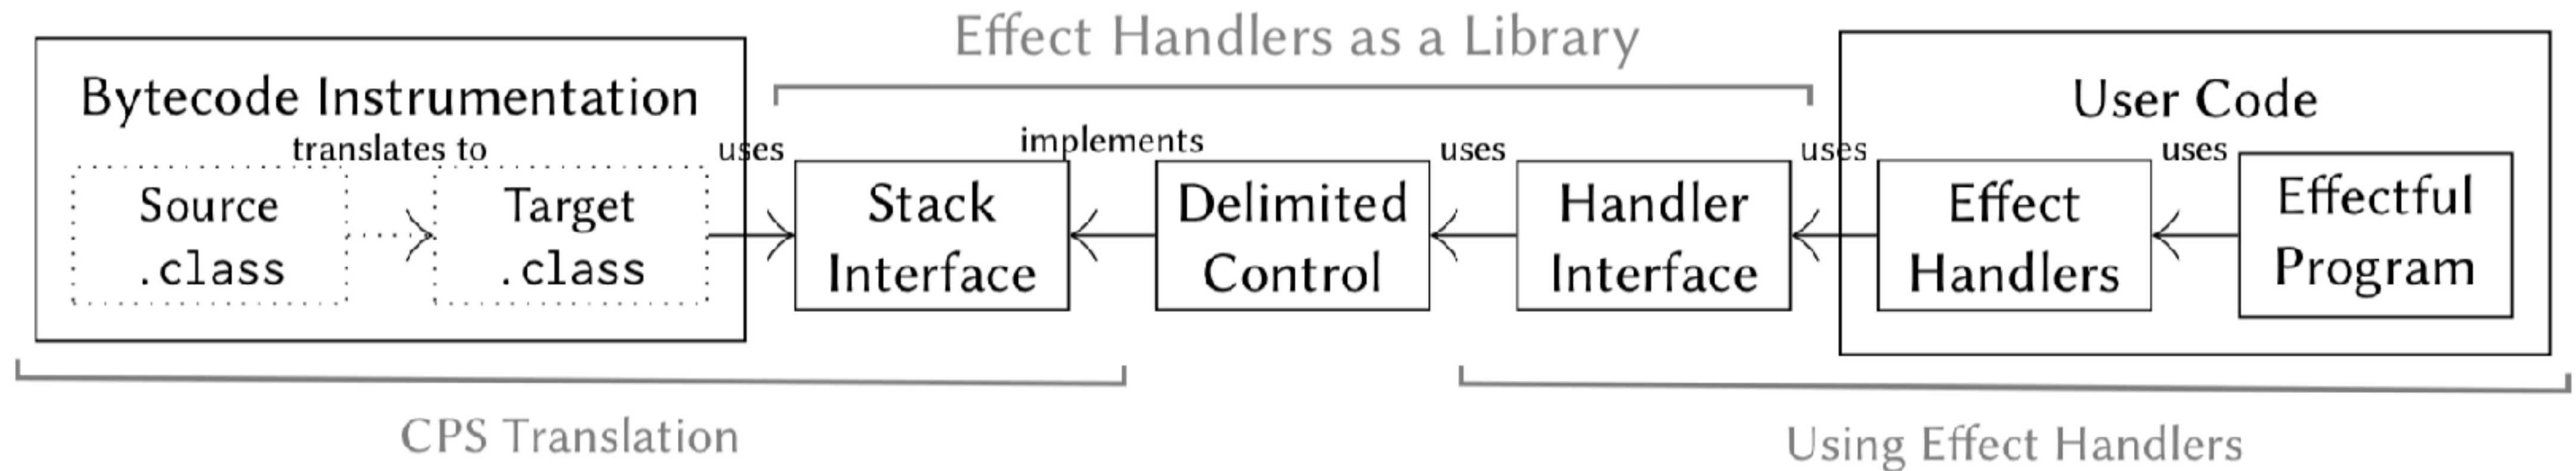 Effect Handlers as a Library
Bytecode Instrumentation
User Code
translates to
uses
implements
uses
uses
uses
Source
.class
Target
.class
Stack
Interface
Delimited
Control
Handler
Interface
Effect
Handlers
Effectful
Program
CPS Translation
Using Effect Handlers